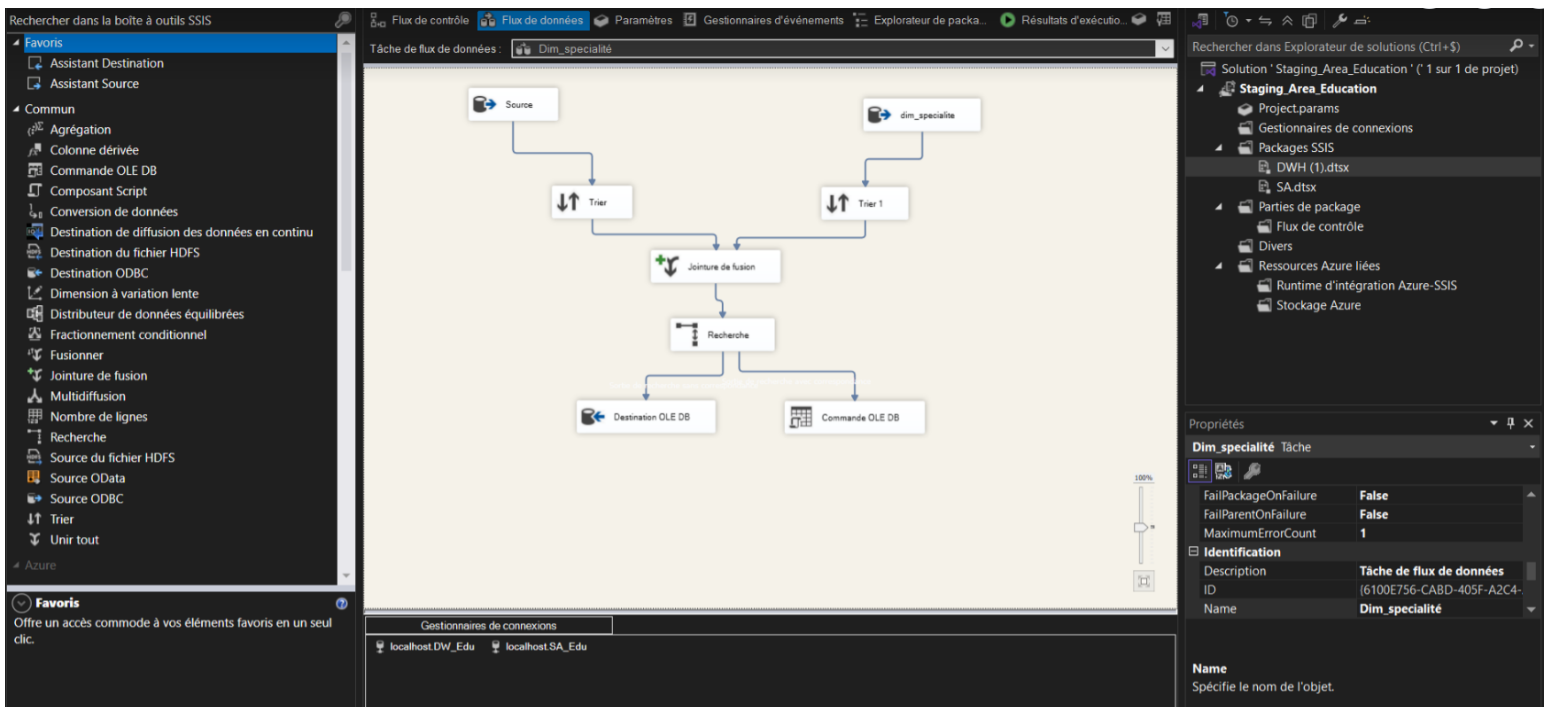 Rechercher dans la boîte à outils SSIS
Favoris
Assistant Destination
Assistant Source
Commun
Agrégation
Colonne dérivée
Commande OLE DB
Composant Script
Conversion de données
Destination de diffusion des données en continu
Destination du fichier HDFS
Destination ODBC
Dimension à variation lente
Distributeur de données équilibrées
Fractionnement conditionnel
Fusionner
Jointure de fusion
Multidiffusion
Nombre de lignes
Recherche
Source du fichier HDFS
Source OData
Source ODBC
Trier
Unir tout
Azure
Favoris
Offre un accès commode à vos éléments favoris en un seul
clic.
Flux de contrôle Flux de données Paramètres Gestionnaires d'événements Explorateur de packa... Résultats d'exécutio...
Tâche de flux de données : Dim_specialité
Source
dim_specialite
Trier
Trier 1
Jointure de fusion
Recherche
Destination OLE DB
Commande OLE DB
100%
Gestionnaires de connexions
localhost.DW_Edu localhost.SA_Edu
Rechercher dans Explorateur de solutions (Ctrl+$)
Solution ' Staging_Area_Education ' (' 1 sur 1 de projet)
Staging_Area_Education
Project.params
Gestionnaires de connexions
Packages SSIS
DWH (1).dtsx
SA.dtsx
Parties de package
Flux de contrôle
Divers
Ressources Azure liées
Runtime d'intégration Azure-SSIS
Stockage Azure
Propriétés
Dim_specialité Tâche
FailPackageOnFailure False
FailParentOnFailure False
MaximumErrorCount 1
Identification
Description Tâche de flux de données
ID {6100E756-CABD-405F-A2C4-
Name Dim_specialité
Name
Spécifie le nom de l'objet.